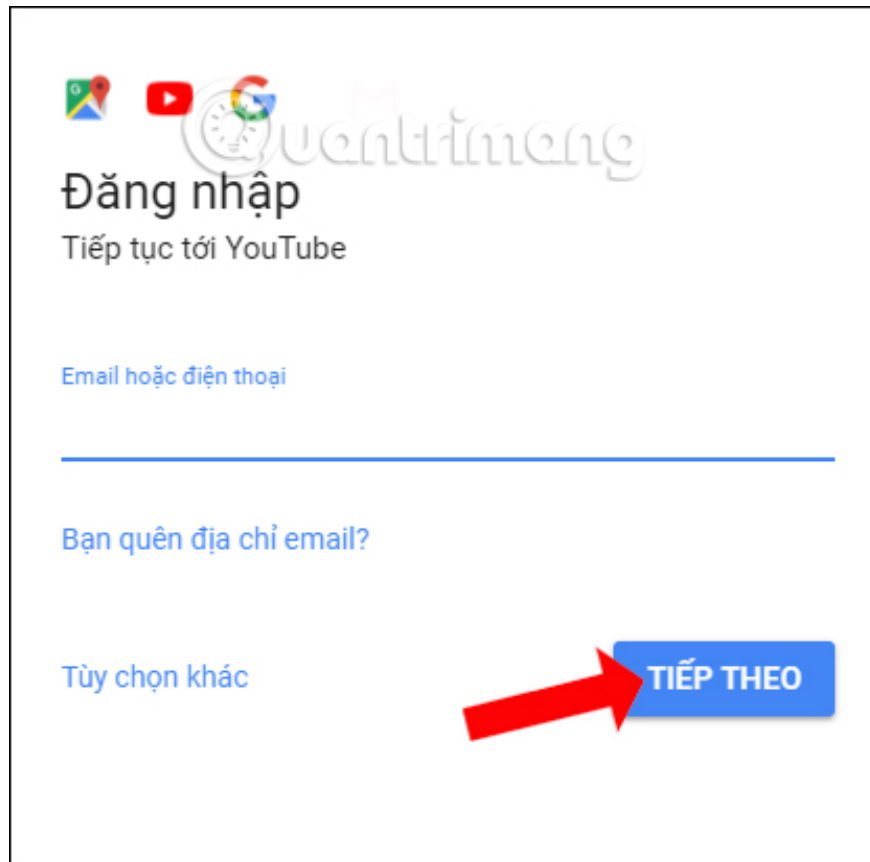 Quantrimang
Đăng nhập
Tiếp tục tới YouTube
Email hoặc điện thoại
Bạn quên địa chỉ email?
Tùy chọn khác
TIẾP THEO